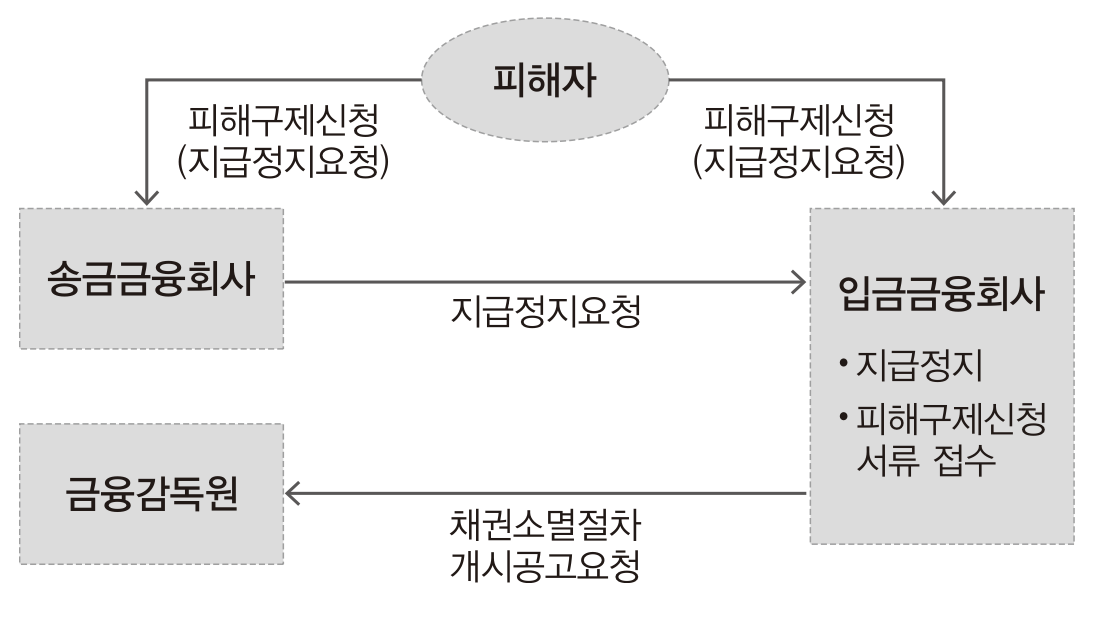 피해자
피해구제신청
(지급정지요청)
피해구제신청
(지급정지요청)
송금금융회사
지급정지요청
입금금융회사
• 지급정지
• 피해구제신청
서류 접수
금융감독원
채권소멸절차
개시공고요청